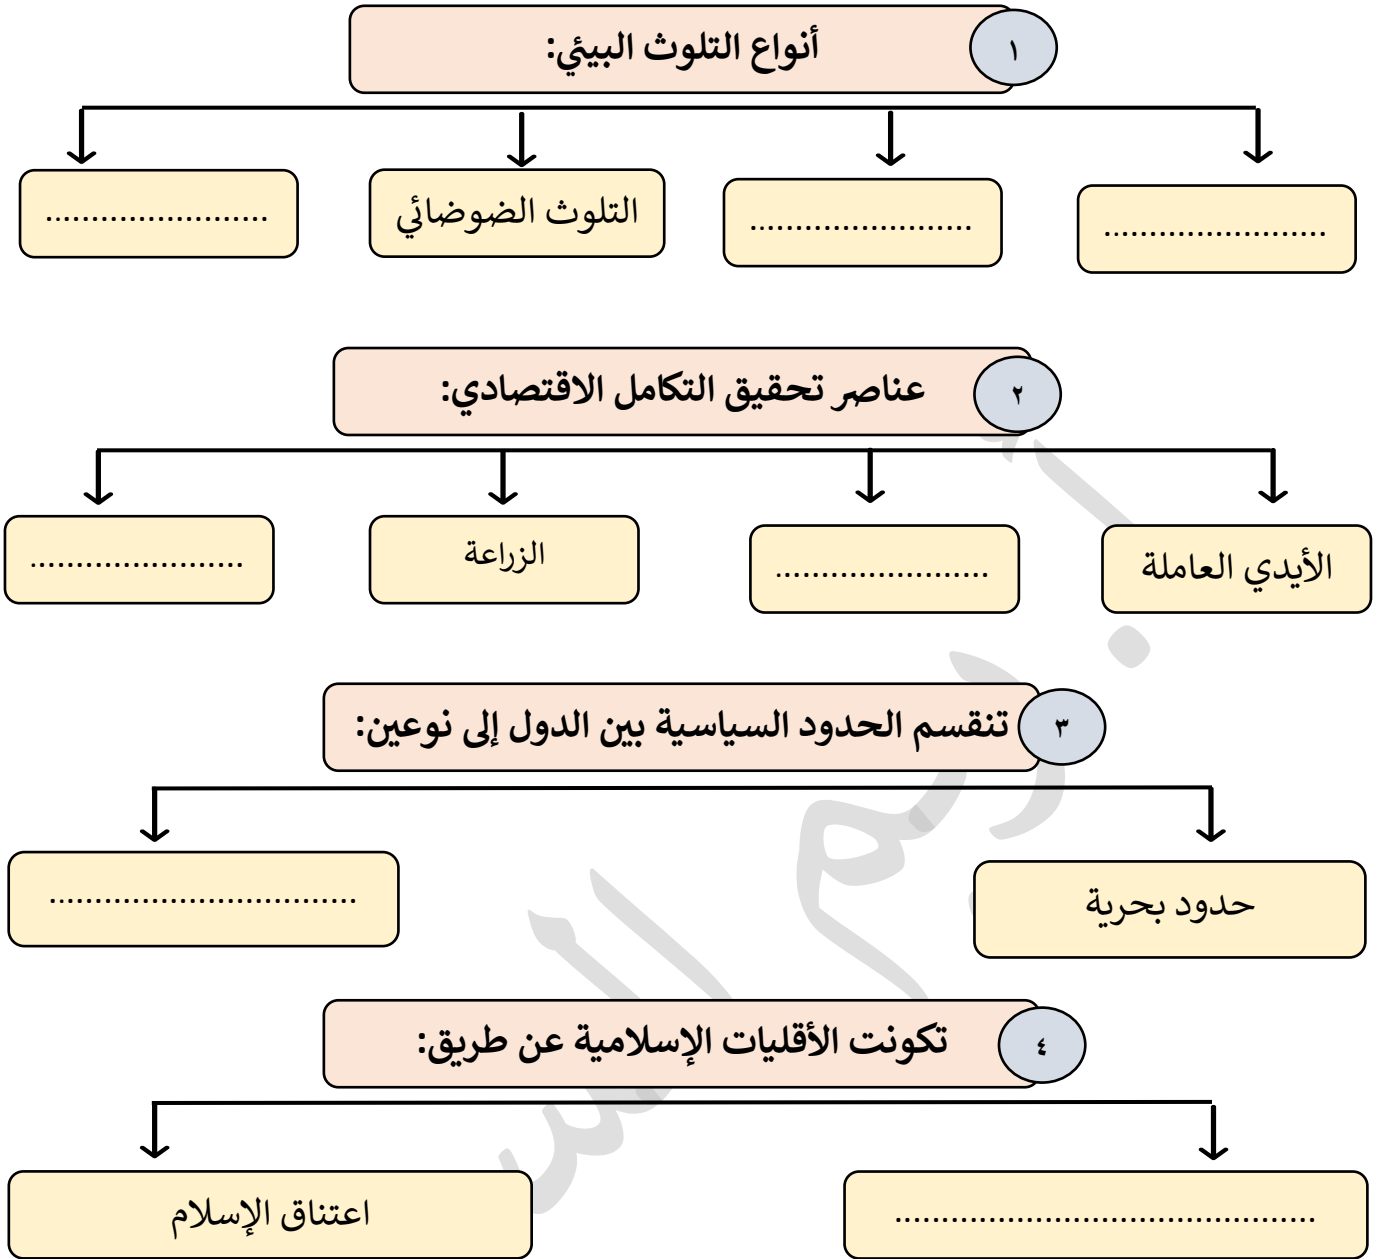 ١
أنواع التلوث البيئي:
.........................
.........................
التلوث الضوضائي
.........................
٢
عناصر تحقيق التكامل الاقتصادي:
الأيدي العاملة
........................
الزراعة
........................
٣
تنقسم الحدود السياسية بين الدول إلى نوعين:
حدود بحرية
..................................
٤
تكونت الأقليات الإسلامية عن طريق:
..............................................
اعتناق الإسلام